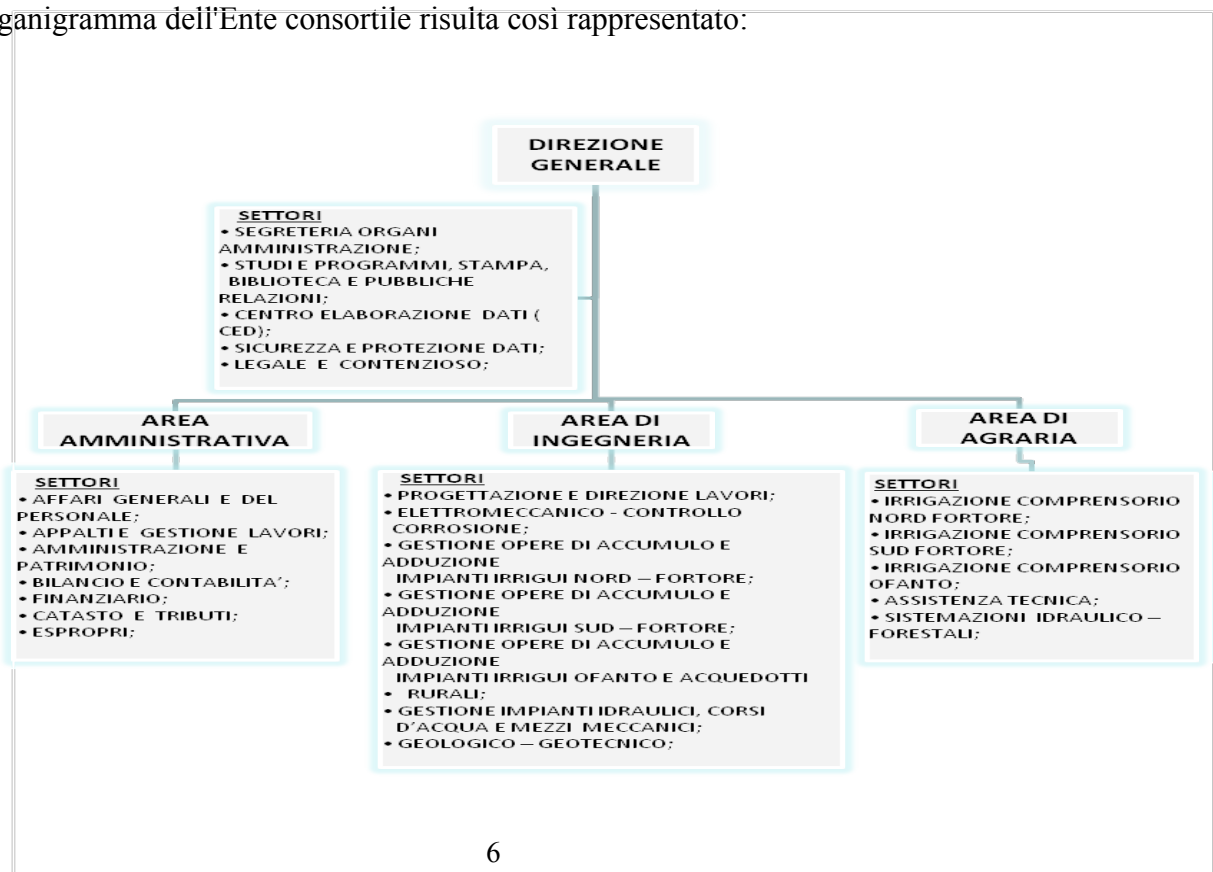 ganigramma dell'Ente consortile risulta così rappresentato:
DIREZIONE
GENERALE
SETTORI
• SEGRETERIA ORGANI
AMMINISTRAZIONE;
• STUDI E PROGRAMMI, STAMPA,
BIBLIOTECA E PUBBLICHE
RELAZIONI;
• CENTRO ELABORAZIONE DATI (
CED);
• SICUREZZA E PROTEZIONE DATI;
• LEGALE E CONTENZIOSO;
AREA
AMMINISTRATIVA
SETTORI
• AFFARI GENERALI E DEL
PERSONALE;
• APPALTI E GESTIONE LAVORI;
• AMMINISTRAZIONE E
PATRIMONIO;
• BILANCIO E CONTABILITA';
• FINANZIARIO;
• CATASTO E TRIBUTI;
• ESPROPRI;
AREA DI
INGEGNERIA
SETTORI
• PROGETTAZIONE E DIREZIONE LAVORI;
• ELETTROMECCANICO - CONTROLLO
CORROSIONE;
• GESTIONE OPERE DI ACCUMULO E
ADDUZIONE
IMPIANTI IRRIGUI NORD – FORTORE;
• GESTIONE OPERE DI ACCUMULO E
ADDUZIONE
IMPIANTI IRRIGUI SUD – FORTORE;
• GESTIONE OPERE DI ACCUMULO E
ADDUZIONE
IMPIANTI IRRIGUI OFANTO E ACQUEDOTTI
• RURALI;
• GESTIONE IMPIANTI IDRAULICI, CORSI
D'ACQUA E MEZZI MECCANICI;
• GEOLOGICO – GEOTECNICO;
AREA DI
AGRARIA
SETTORI
• IRRIGAZIONE COMPRENSORIO
NORD FORTORE;
• IRRIGAZIONE COMPRENSORIO
SUD FORTORE;
• IRRIGAZIONE COMPRENSORIO
OFANTO;
• ASSISTENZA TECNICA;
• SISTEMAZIONI IDRAULICO –
FORESTALI;
6